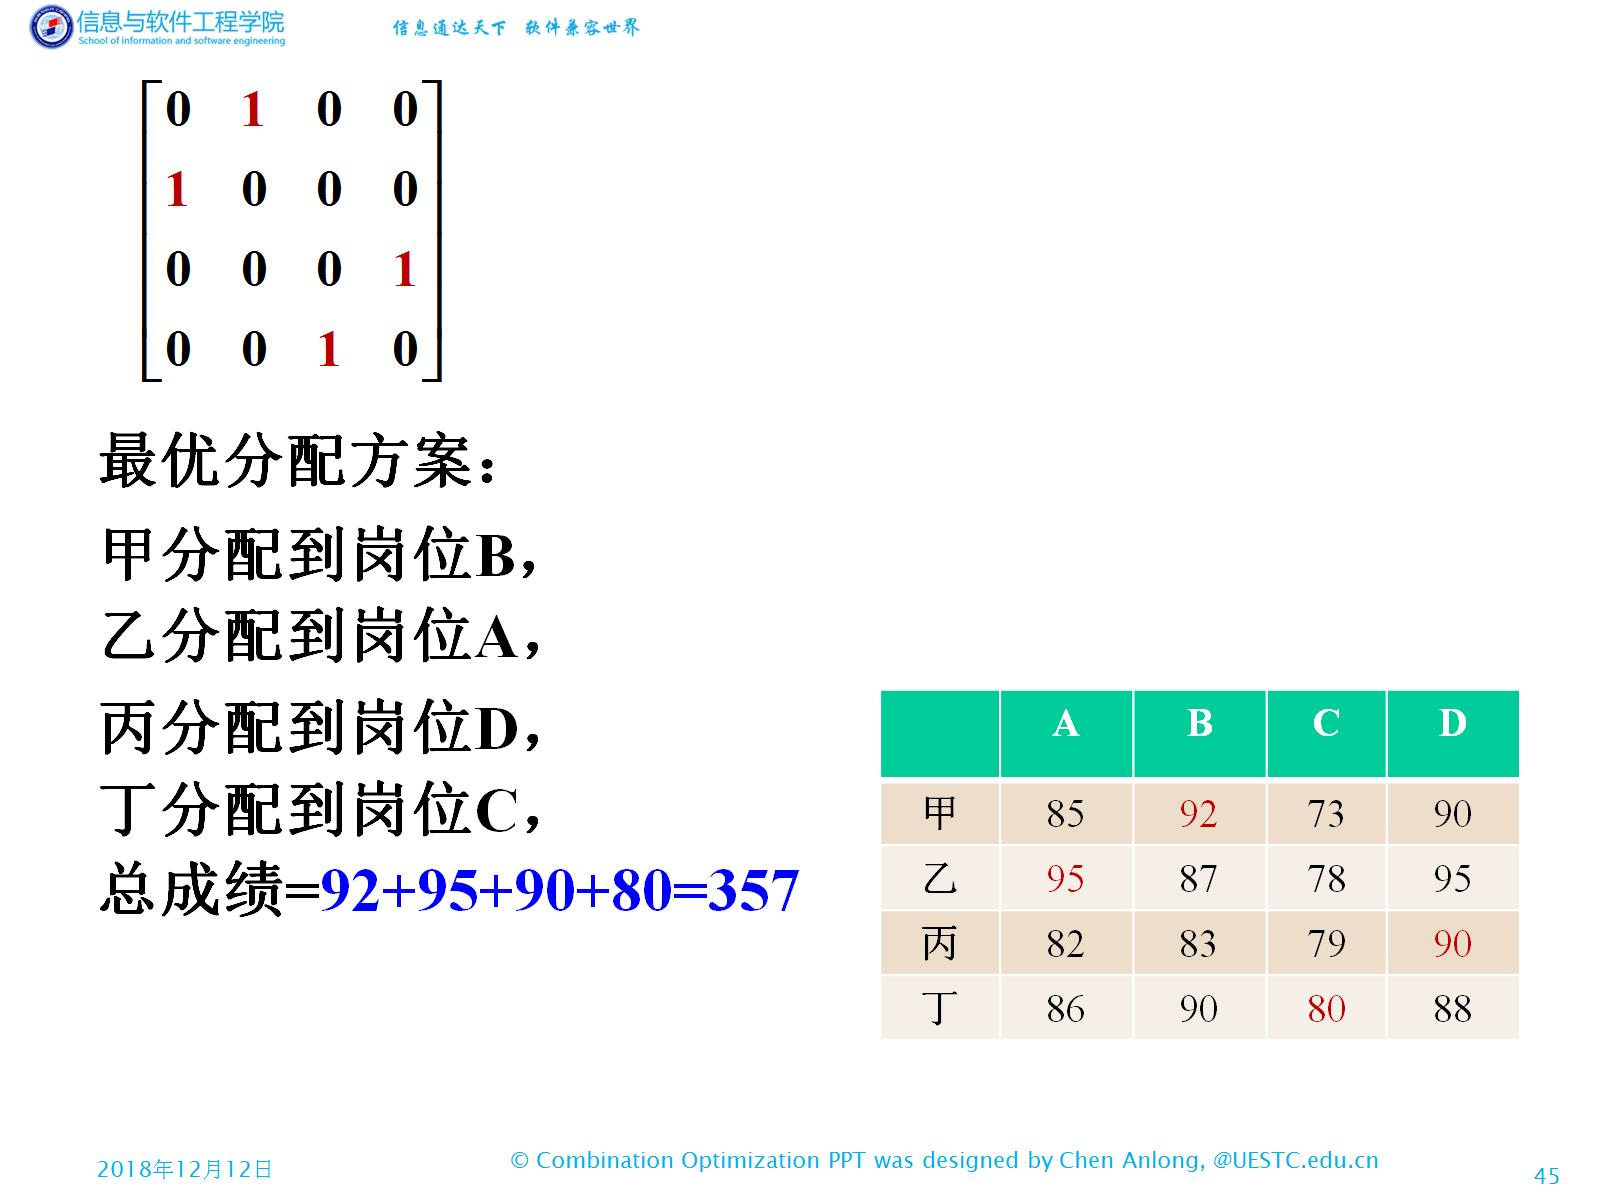 信息与软件工程学院
School of information and software engineering
信息通达天下 软件兼容世界
0 1 0 0
1 0 0 0
0 0 0 1
0 0 1 0
最优分配方案：
甲分配到岗位B，
乙分配到岗位A，
丙分配到岗位D，
丁分配到岗位C，
总成绩=92+95+90+80=357
A B C D
甲 85 92 73 90
乙 95 87 78 95
丙 82 83 79 90
丁 86 90 80 88
2018年12月12日
© Combination Optimization PPT was designed by Chen Anlong, @UESTC.edu.cn
45